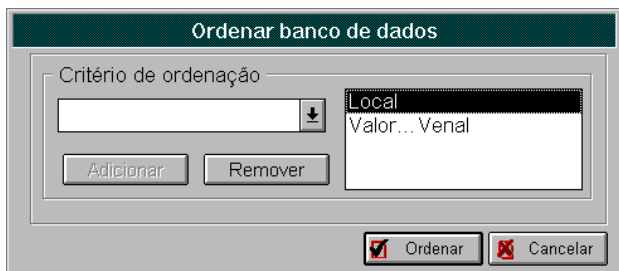 Ordenar banco de dados
Critério de ordenação
Local
Valor... Venal
Adicionar
Remover
Ordenar
Cancelar